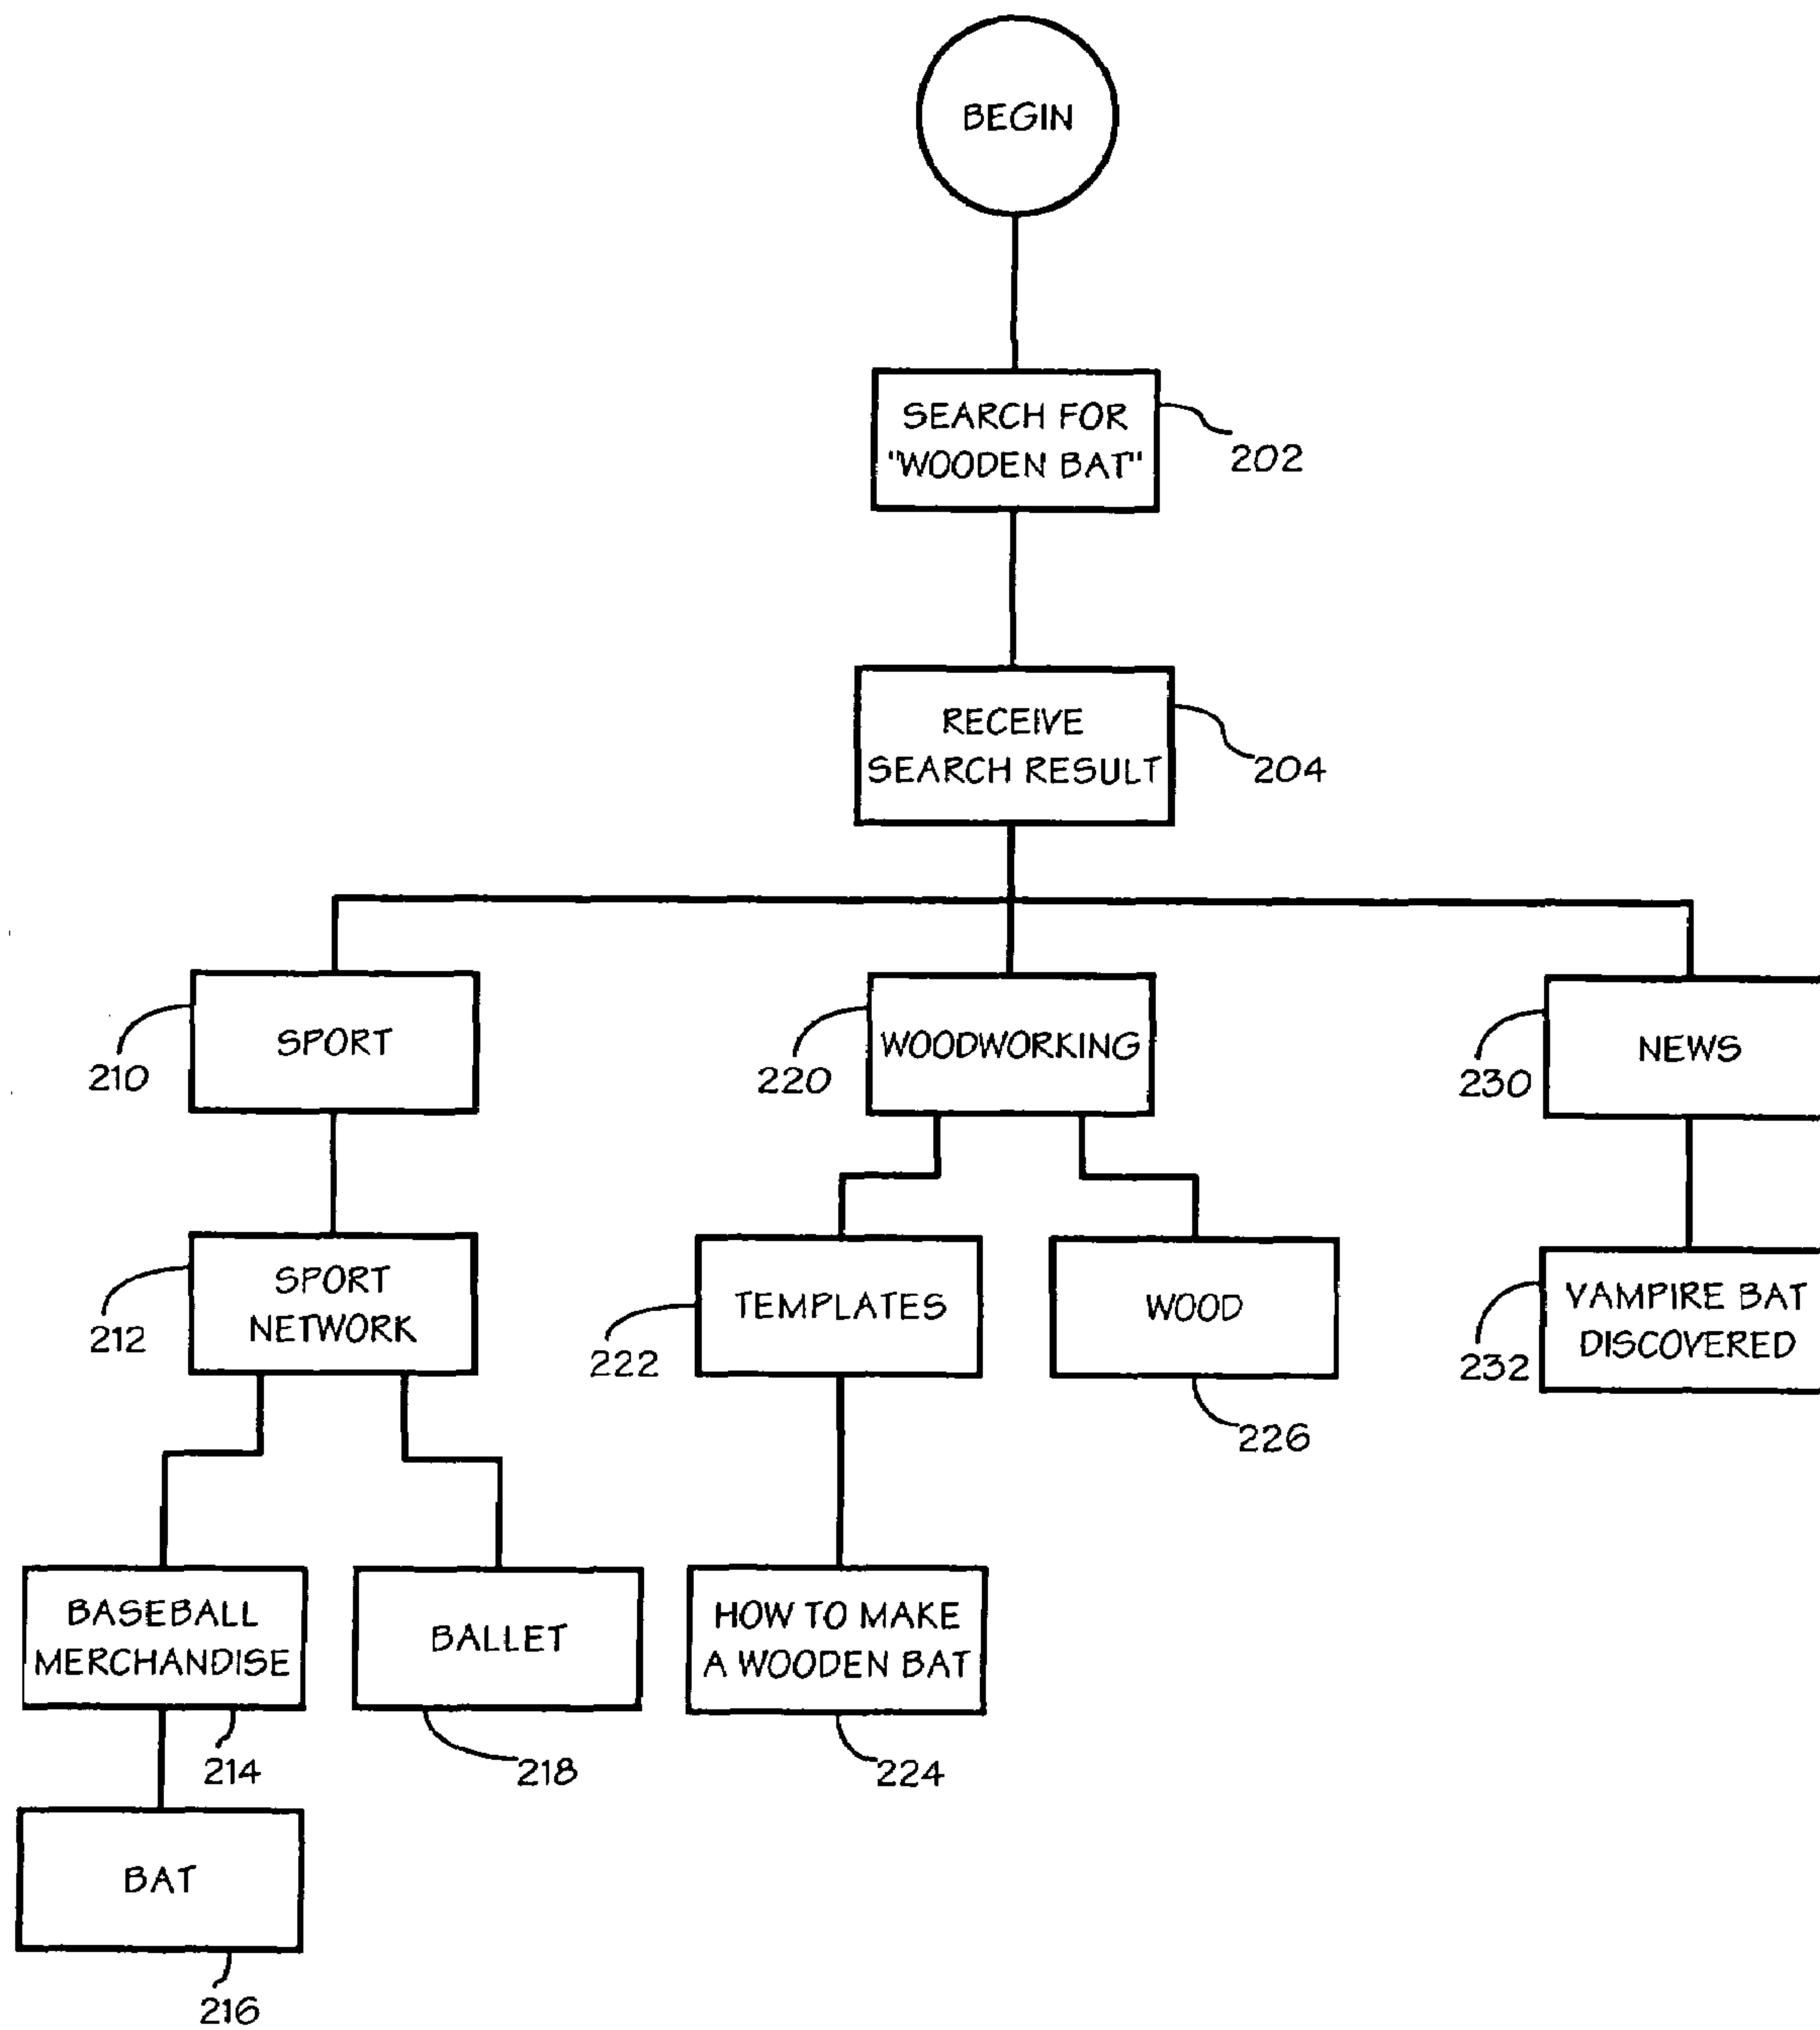 BEGIN
SEARCH FOR
"WOODEN BAT"
202
RECEIVE
SEARCH RESULT
204
SPORT
210
WOODWORKING
220
NEWS
230
SPORT
NETWORK
212
TEMPLATES
222
WOOD
226
VAMPIRE BAT
DISCOVERED
232
BASEBALL
MERCHANDISE
214
BALLET
218
HOW TO MAKE
A WOODEN BAT
224
BAT
216